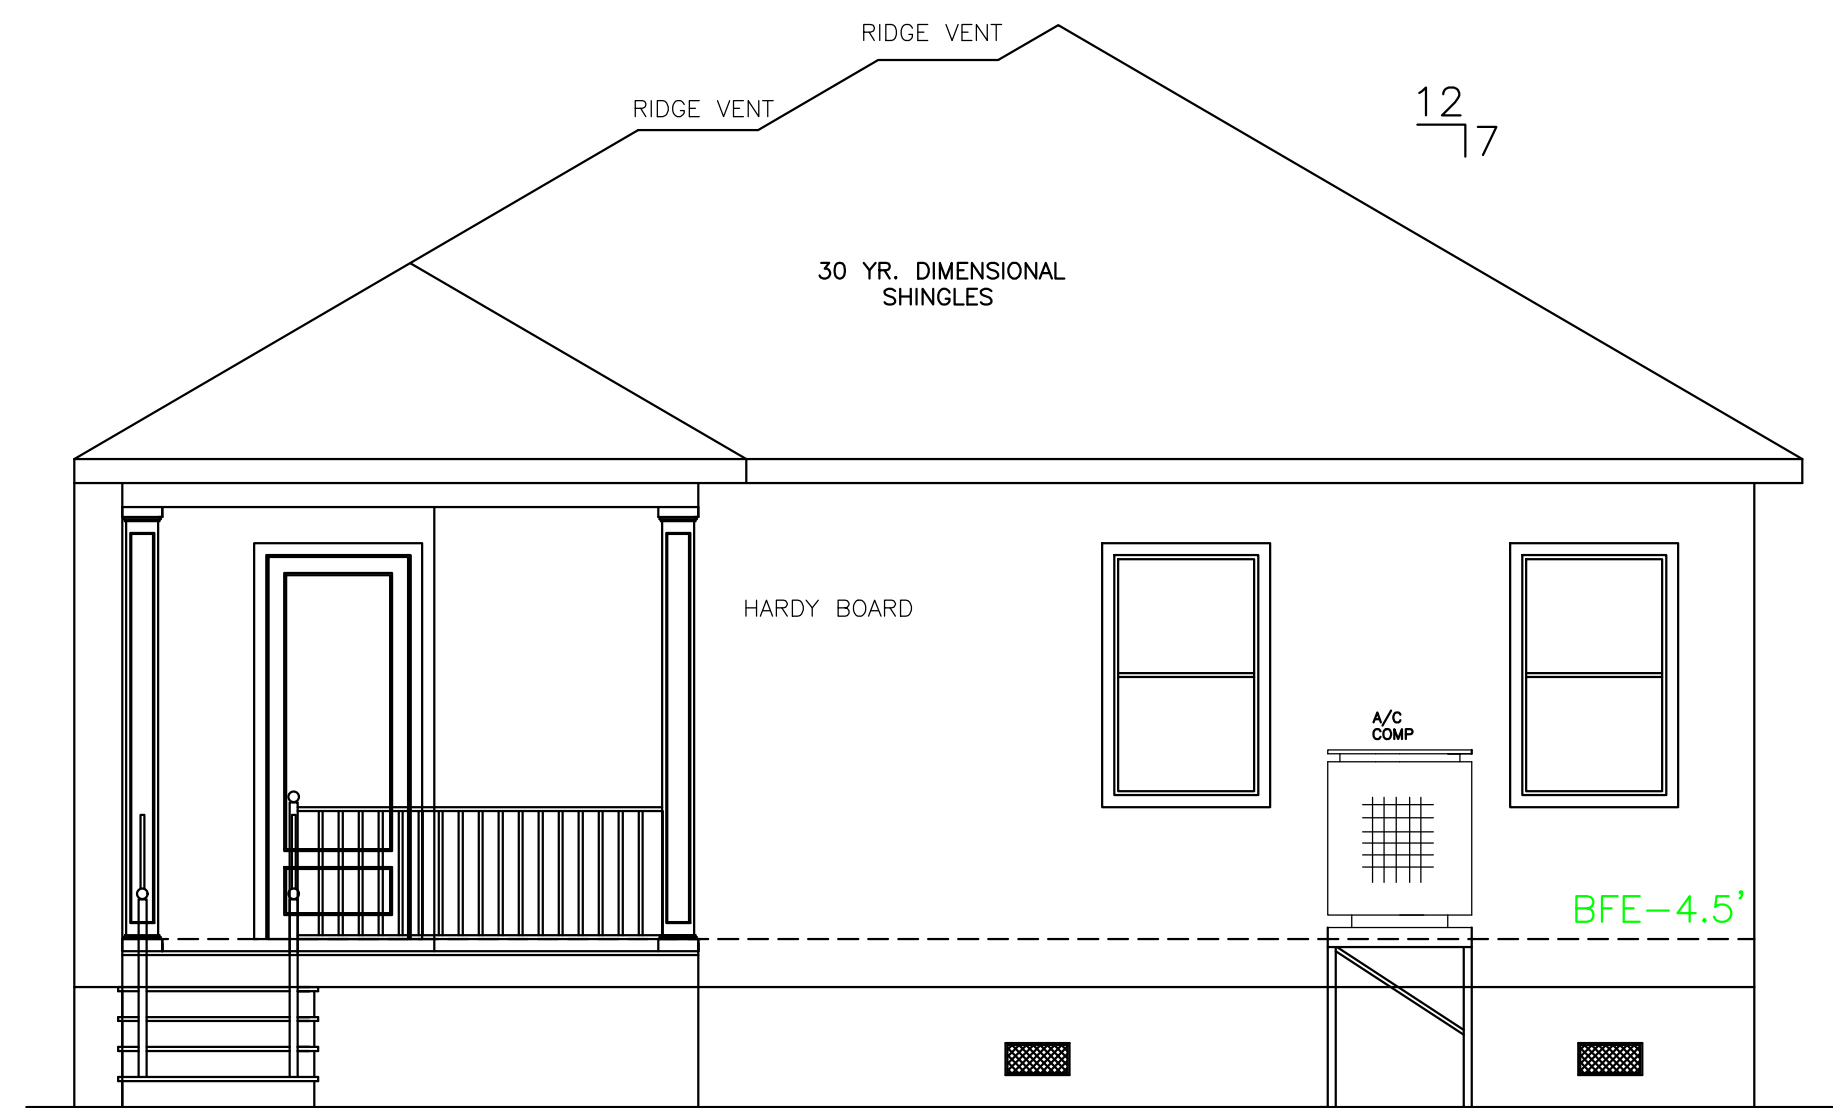 RIDGE VENT
RIDGE VENT
12
7
30 YR. DIMENSIONAL
SHINGLES
HARDY BOARD
A/C
COMP
BFE-4.5'